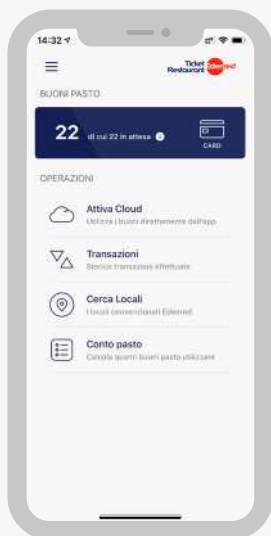 14:32
Ticket
Restaurant Edenred
BUONI PASTO
22 di cui 22 in attesa
CARD
OPERAZIONI
Attiva Cloud
Utilizza i buoni direttamente dall'app
Transazioni
Storico transazioni effettuate
Cerca Locali
I locali convenzionati Edenred
Conto pasto
Calcola quanti buoni pasto utilizzare